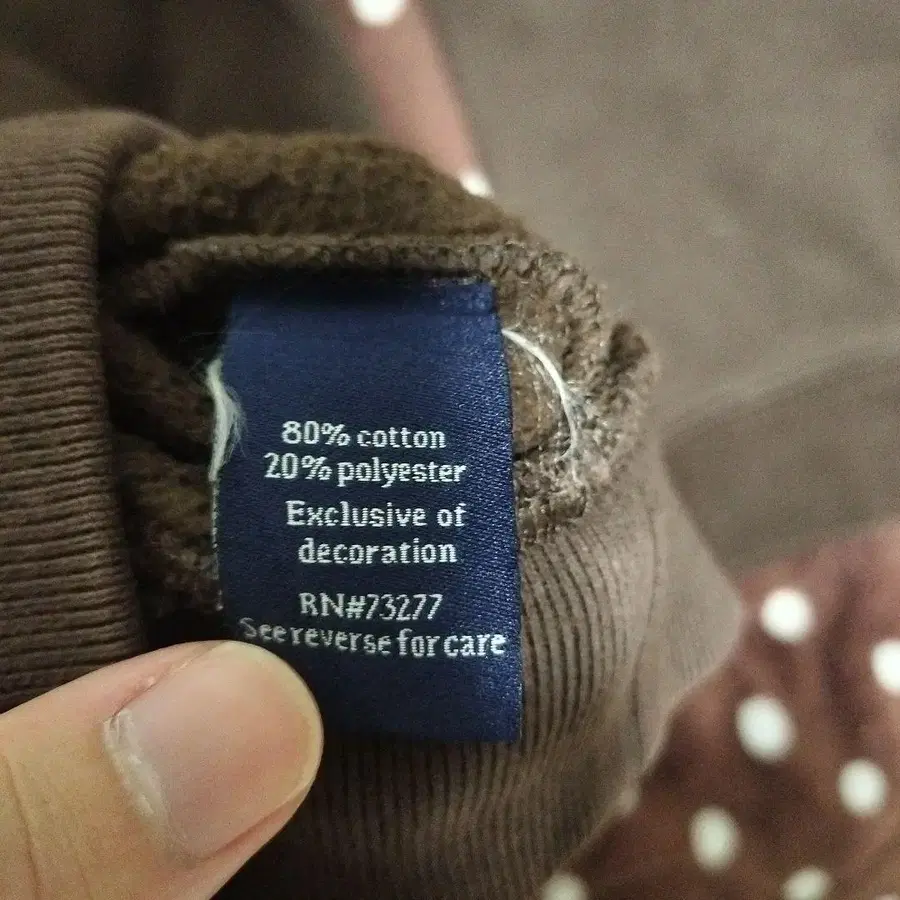 80% cotton
20% polyester
Exclusive of
decoration
RN#73277
See reverse for care